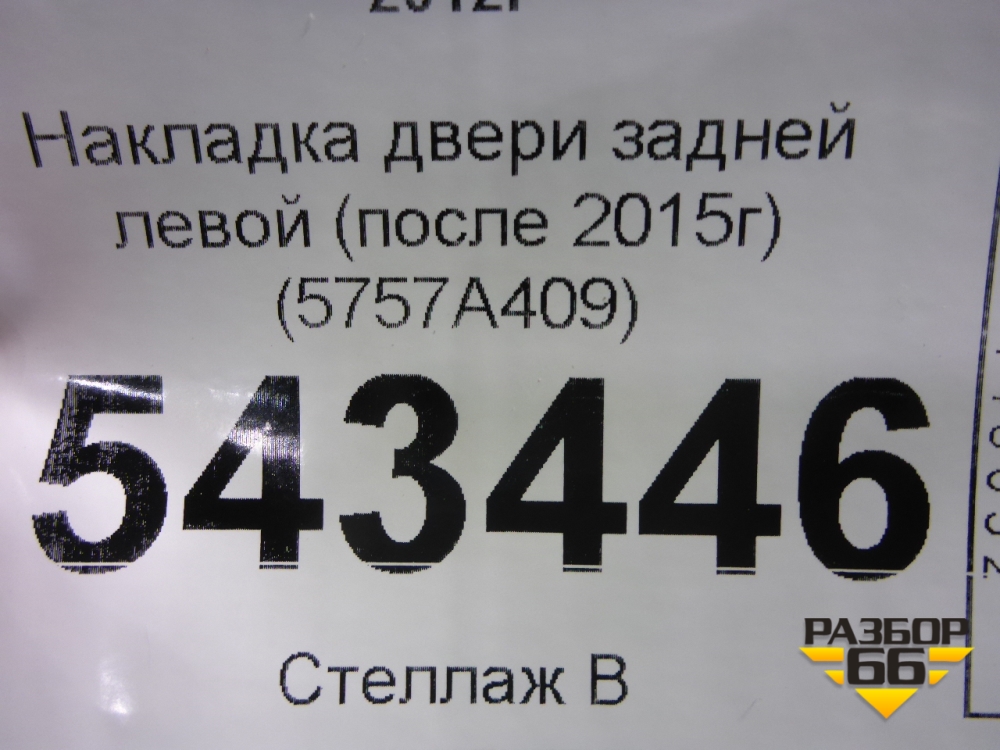 Накладка двери задней
левой (после 2015г)
(5757A409)
543446
Стеллаж В
РАЗБОР
66